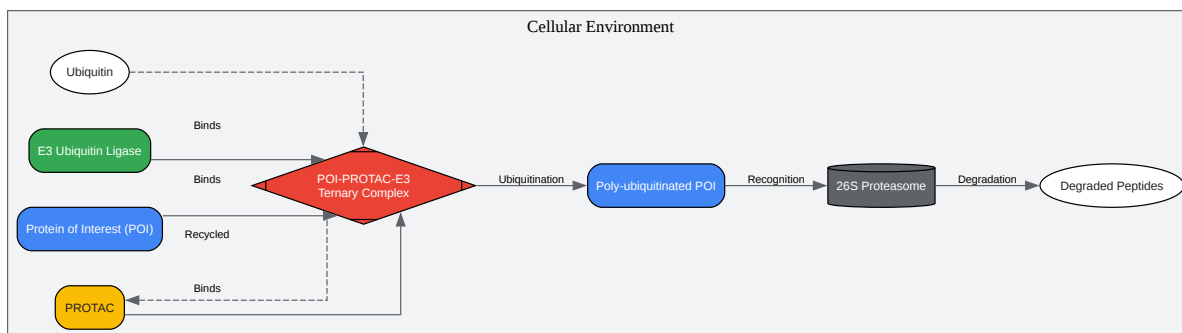 Cellular Environment
Ubiquitin
Binds
E3 Ubiquitin Ligase
Binds
POI-PROTAC-E3
Ternary Complex
Ubiquitination
Poly-ubiquitinated POI
Recognition
26S Proteasome
Degradation
Degraded Peptides
Protein of Interest (POI)
Recycled
Binds
PROTAC